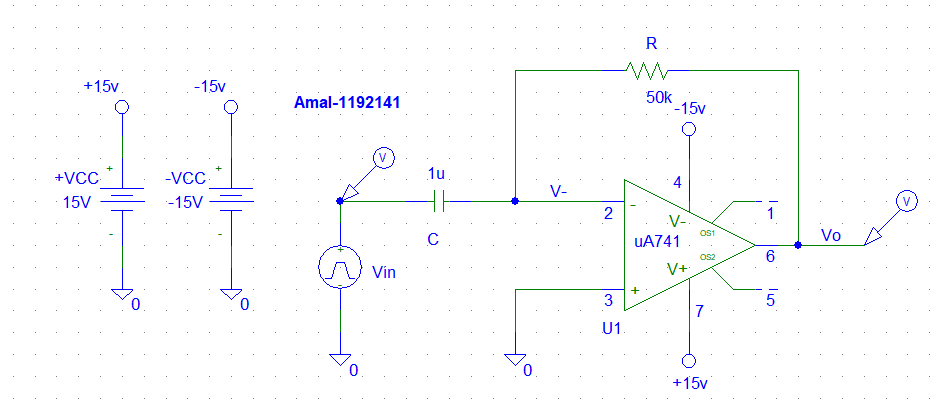 R
50k
+15v
-15v
Amal-1192141
-15v
V
1u
+
+VCC
15V
-
+
-VCC
-15V
-
C
V-
2
-
4
V-
OS1
1
uA741
V
Vo
6
OS2
V+
5
+
3
U1
7
+
Vin
-
0
0
0
0
+15v